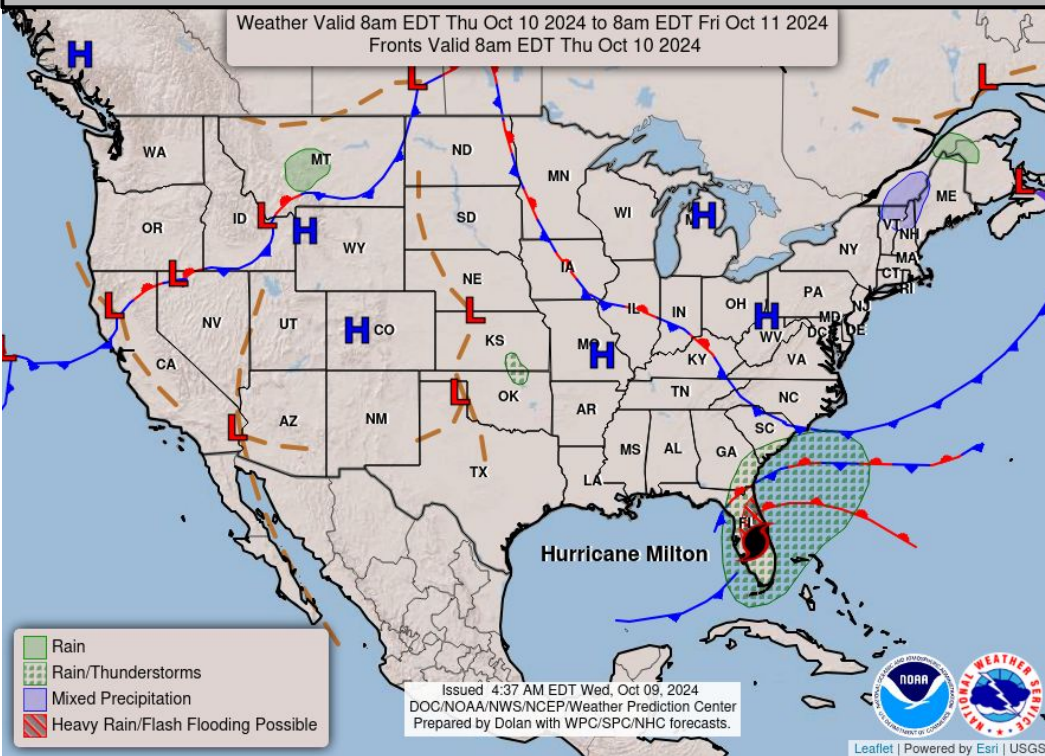 Weather Valid 8am EDT Thu Oct 10 2024 to 8am EDT Fri Oct 11 2024
Fronts Valid 8am EDT Thu Oct 10 2024
H
L
L
WA
MT
ND
MN
ME
L
OR
ID
L
H
WY
SD
WI
H
VT
NH
NY
MA
CT
RI
L
L
NV
UT
H
CO
NE
L
KS
IA
IL
IN
OH
H
PA
NJ
MD
DE
DC
WV
VA
L
CA
MO
H
KY
L
AZ
NM
L
OK
AR
TN
NC
SC
TX
LA
MS
AL
GA
FL
Hurricane Milton
Rain
Rain/Thunderstorms
Mixed Precipitation
Heavy Rain/Flash Flooding Possible
Issued 4:37 AM EDT Wed, Oct 09, 2024
DOC/NOAA/NWS/NCEP/Weather Prediction Center
Prepared by Dolan with WPC/SPC/NHC forecasts.
NOAA
NATIONAL WEATHER SERVICE
Leaflet | Powered by Esri | USGS